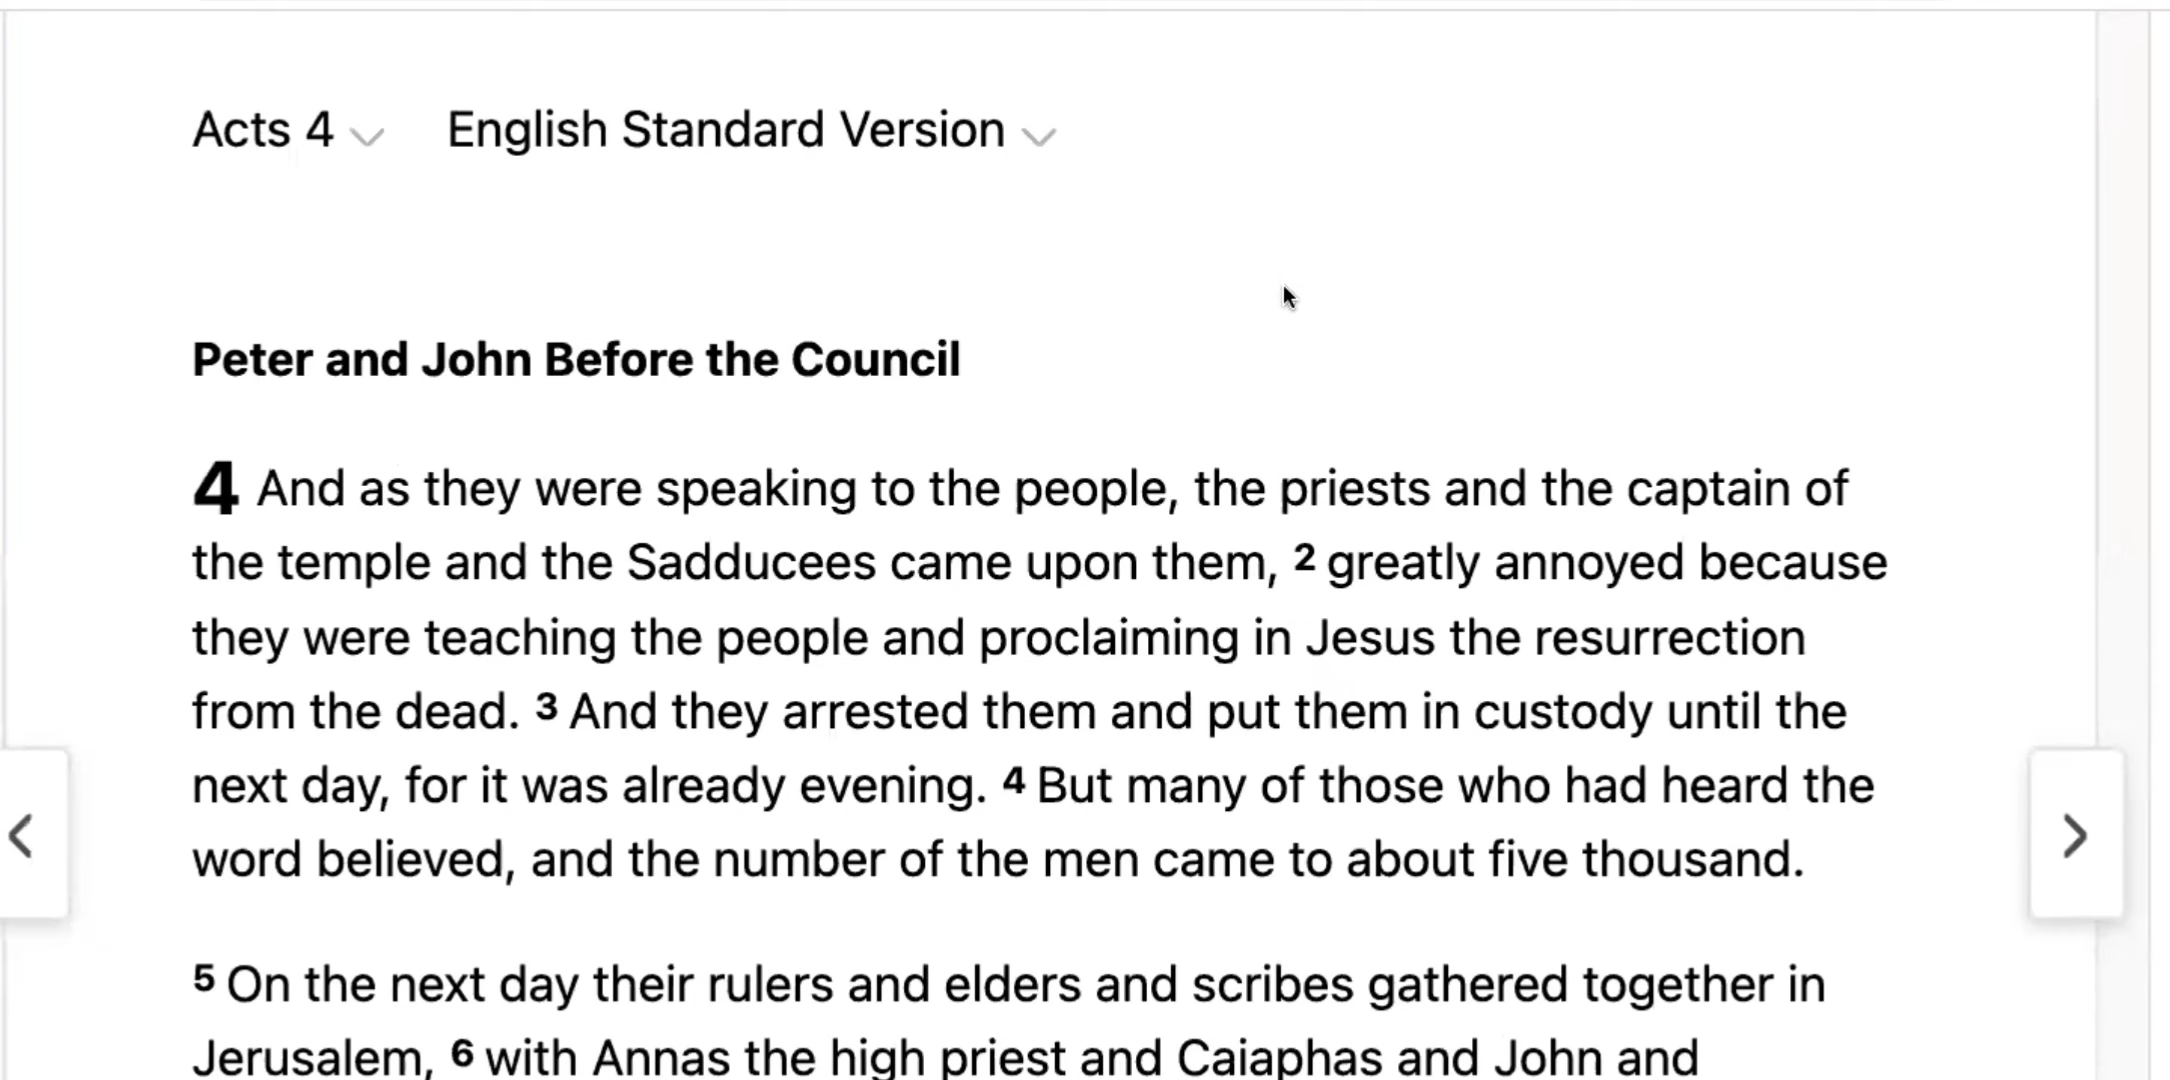 Acts 4 English Standard Version
Peter and John Before the Council
4 And as they were speaking to the people, the priests and the captain of
the temple and the Sadducees came upon them, 2 greatly annoyed because
they were teaching the people and proclaiming in Jesus the resurrection
from the dead. 3 And they arrested them and put them in custody until the
next day, for it was already evening. 4 But many of those who had heard the
word believed, and the number of the men came to about five thousand.
5 On the next day their rulers and elders and scribes gathered together in
Jerusalem, 6 with Annas the high priest and Caiaphas and John and